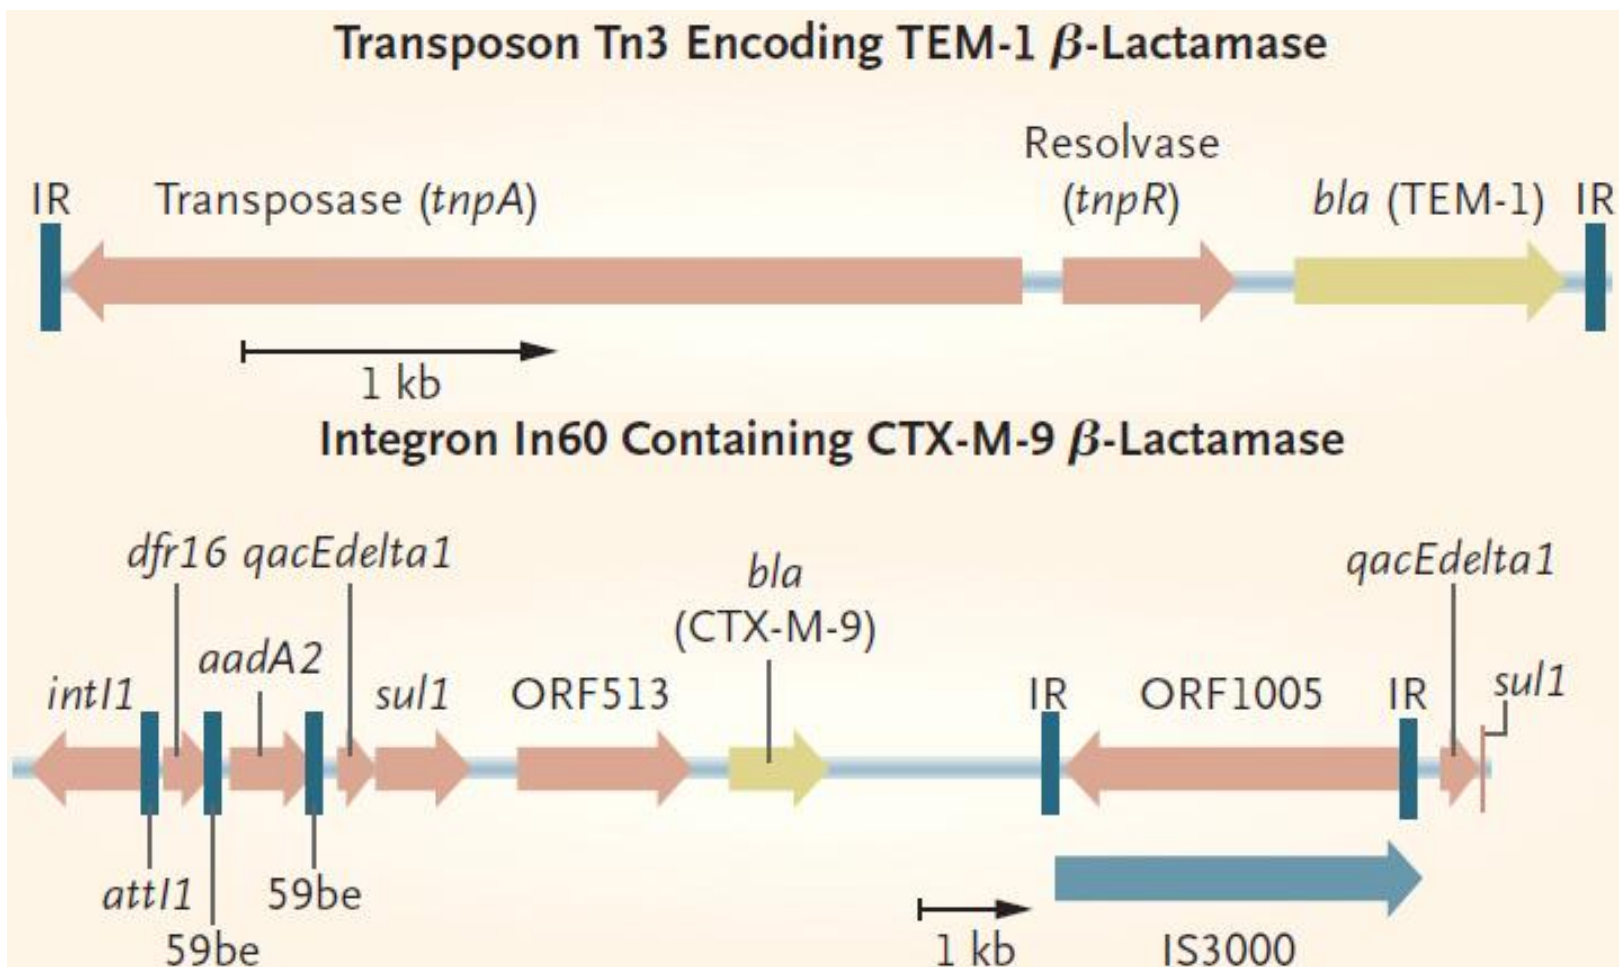 Transposon Tn3 Encoding TEM-1 β-Lactamase
Resolvase
IR Transposase (tnpA) (tnpR) bla (TEM-1) IR
1 kb
Integron In60 Containing CTX-M-9 β-Lactamase
dfr16 qacEdelta1 bla qacEdelta1
(CTX-M-9)
aadA2
intI1 sul1 ORF513 IR ORF1005 IR sul1
attI1 59be
59be 1 kb IS3000